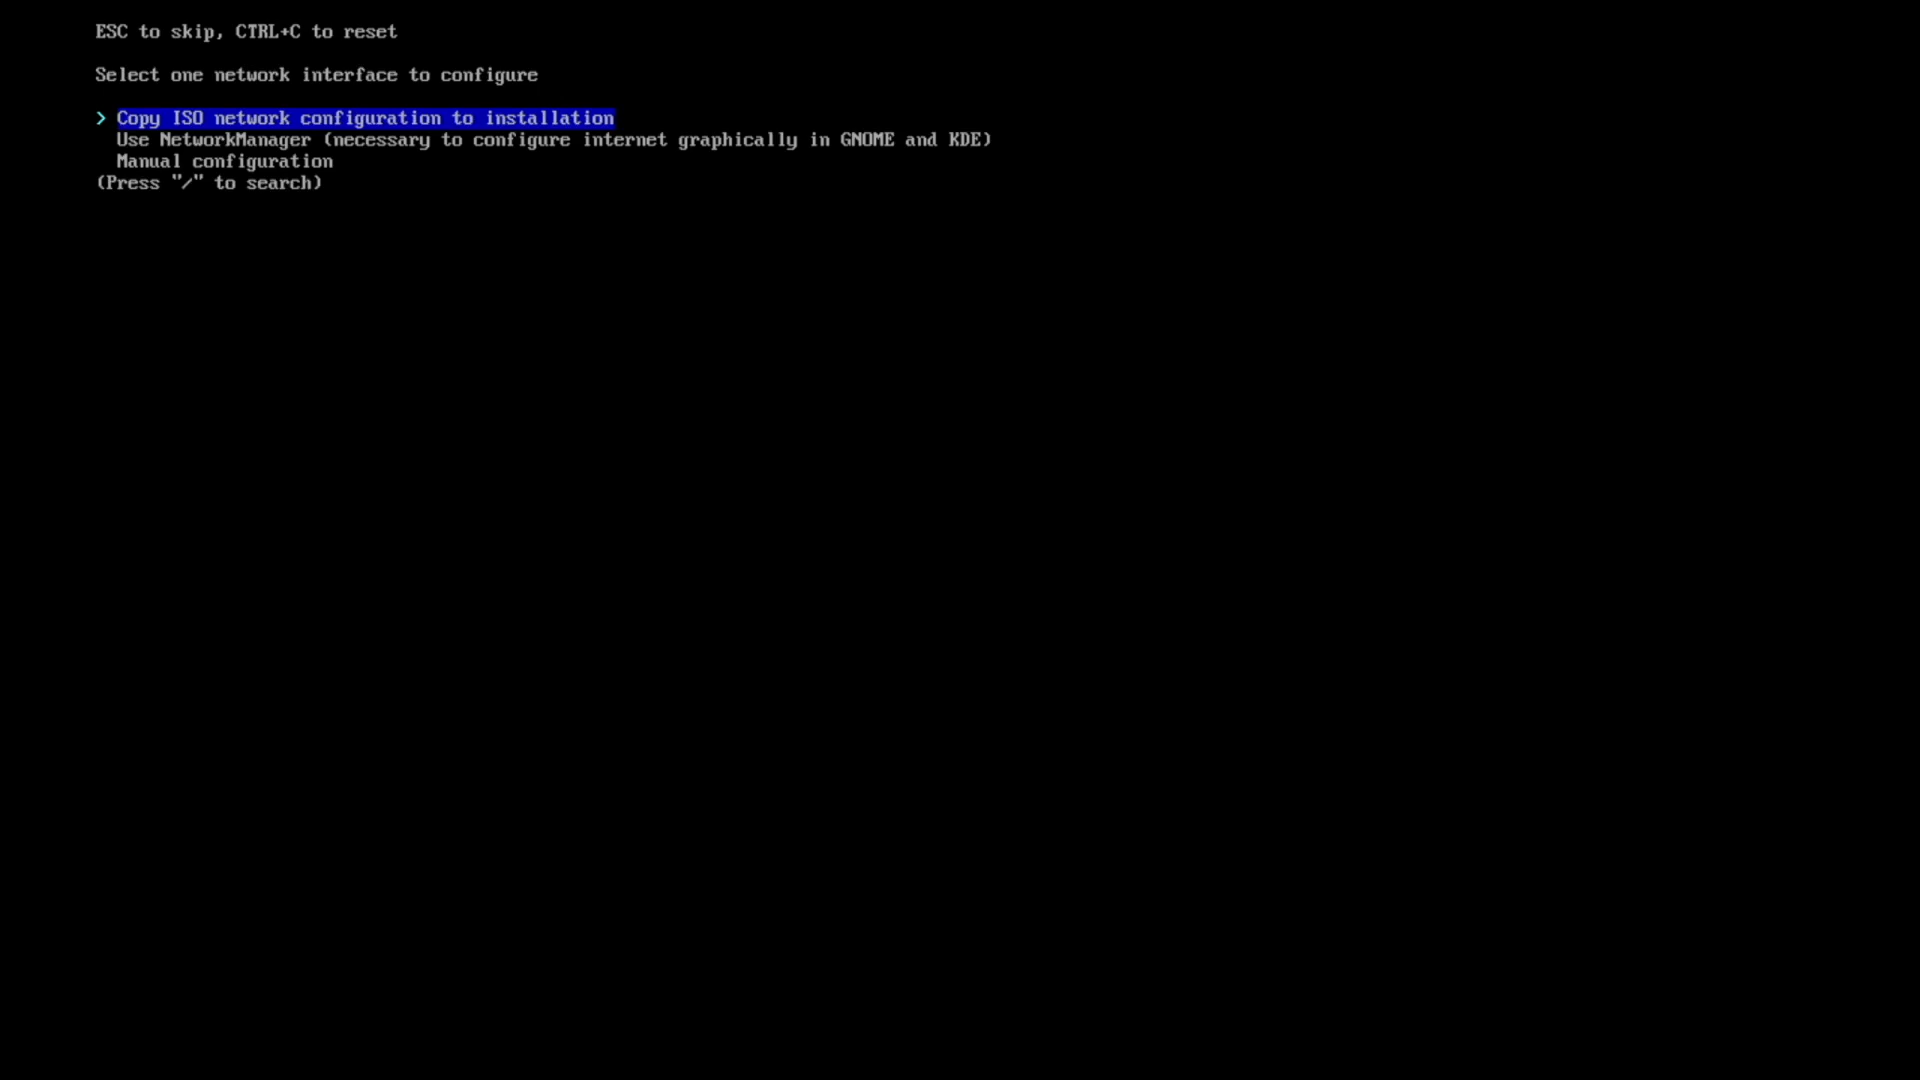 ESC to skip, CTRL+C to reset
Select one network interface to configure
> Copy ISO network configuration to installation
Use NetworkManager (necessary to configure internet graphically in GNOME and KDE)
Manual configuration
(Press "/" to search)